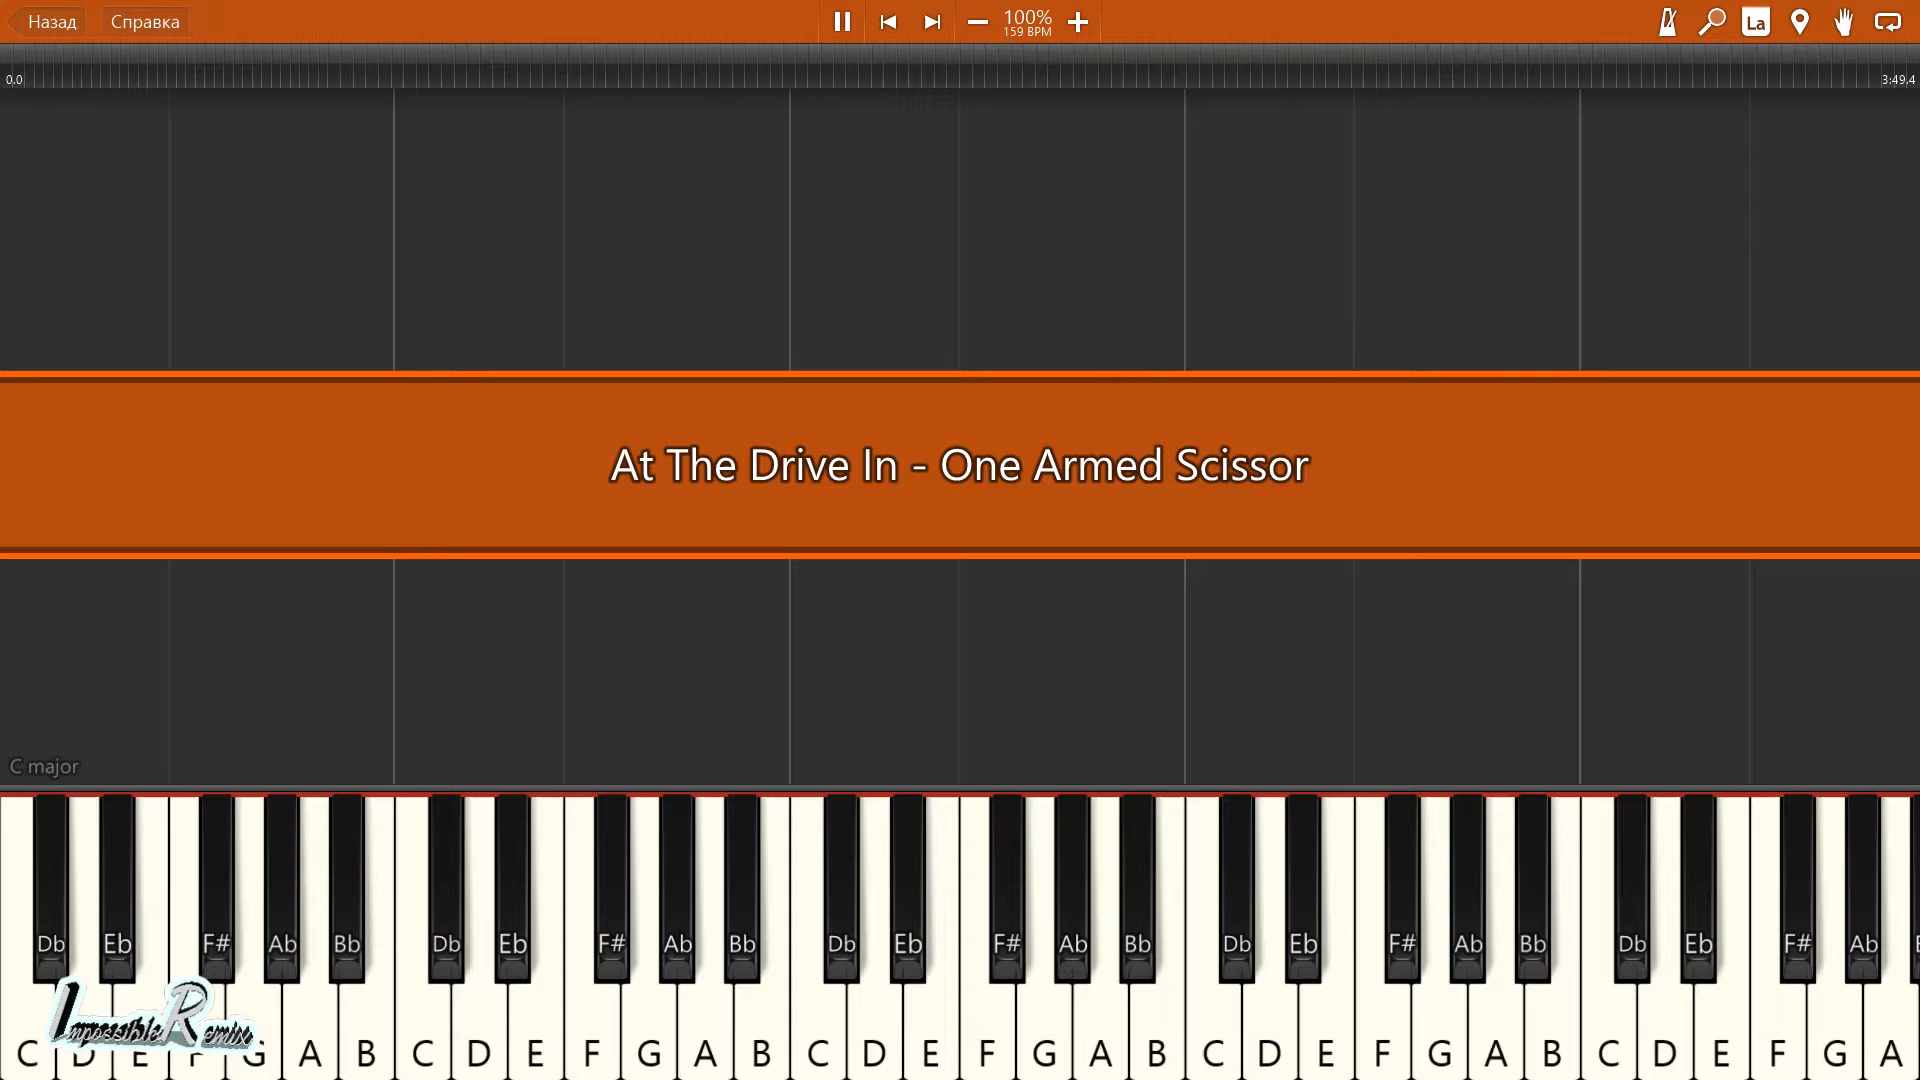 Назад Справка 100% La
159 BPM
0.0 3:49.4
At The Drive In - One Armed Scissor
C major
Db Eb F# Ab Bb Db Eb F# Ab Bb Db Eb F# Ab Bb Db Eb F# Ab Bb Db Eb F# Ab
Impossible Remix
C D E F G A B C D E F G A B C D E F G A B C D E F G A B C D E F G A